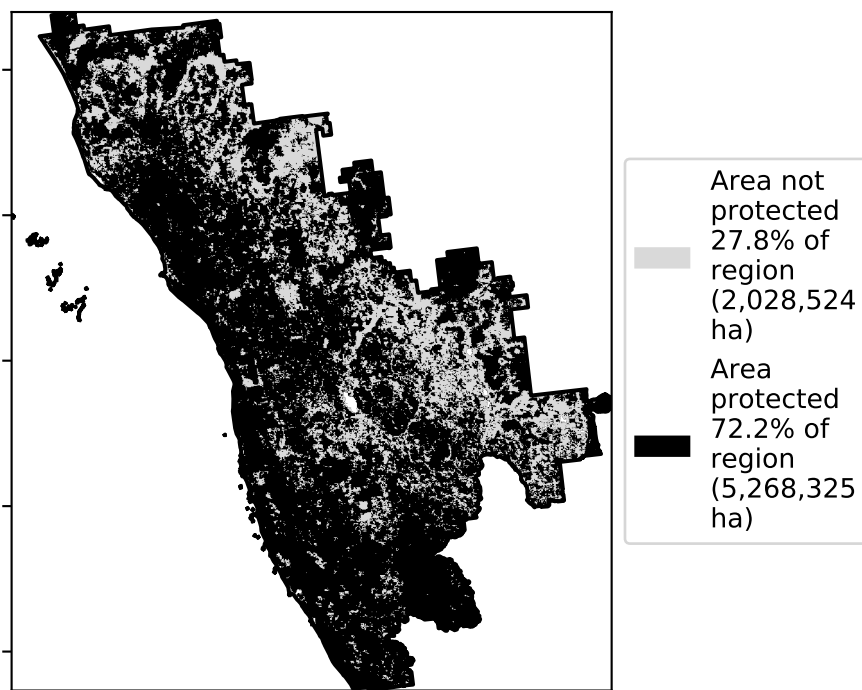 Area not
protected
27.8% of
region
(2,028,524
ha)
Area
protected
72.2% of
region
(5,268,325
ha)